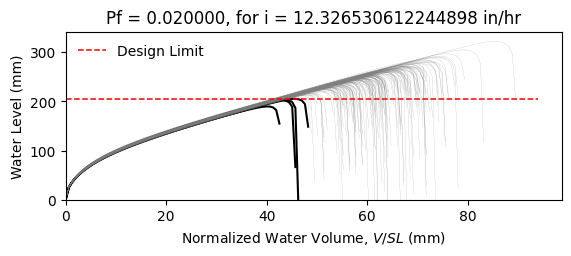 Pf = 0.020000, for i = 12.326530612244898 in/hr
Water Level (mm)
300
200
100
0
Design Limit
0 20 40 60 80
Normalized Water Volume, V/SL (mm)